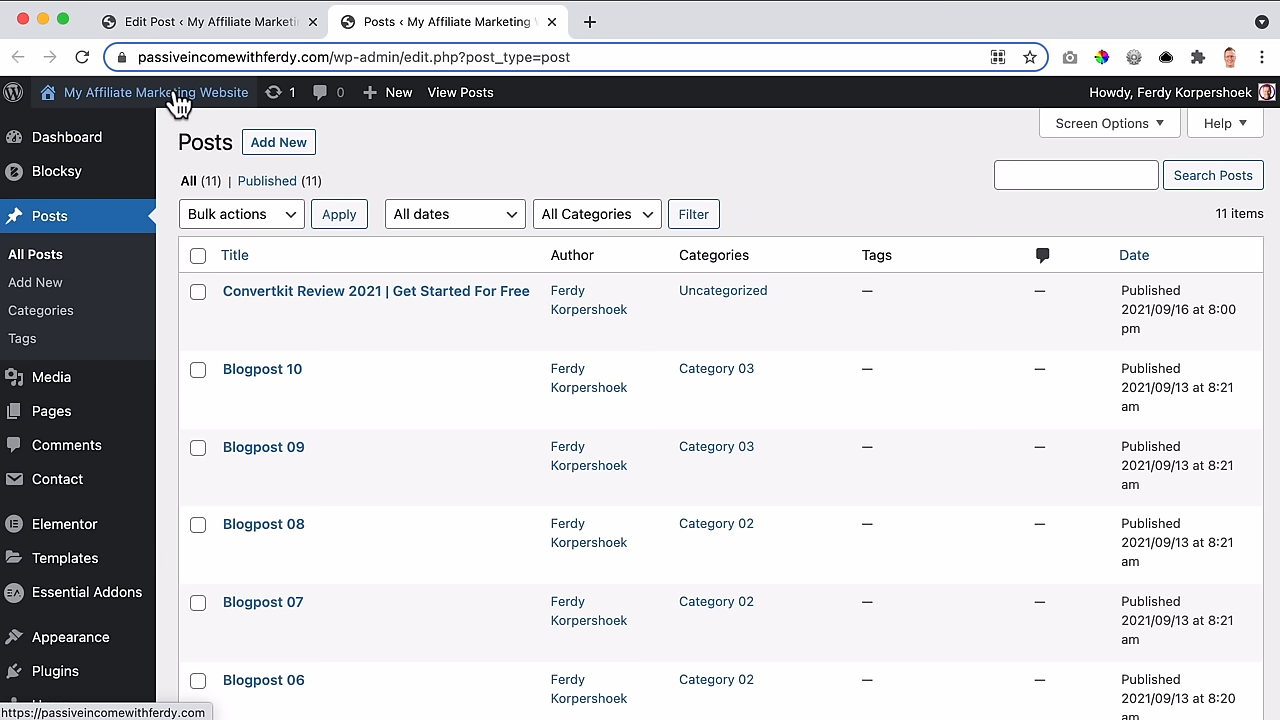 Edit Post ‹ My Affiliate Marketi
Posts ‹ My Affiliate Marketing
passiveincomewithferdy.com/wp-admin/edit.php?post_type=post
My Affiliate Marketing Website
1
0
New
View Posts
Howdy, Ferdy Korpershoek
Dashboard
Blocksy
Posts
All Posts
Add New
Categories
Tags
Media
Pages
Comments
Contact
Elementor
Templates
Essential Addons
Appearance
Plugins
Posts
Add New
Screen Options
Help
All (11) | Published (11)
Search Posts
Bulk actions
Apply
All dates
All Categories
Filter
11 items
Title
Author
Categories
Tags
Date
Convertkit Review 2021 | Get Started For Free
Ferdy
Korpershoek
Uncategorized
—
—
Published
2021/09/16 at 8:00
pm
Blogpost 10
Ferdy
Korpershoek
Category 03
—
—
Published
2021/09/13 at 8:21
am
Blogpost 09
Ferdy
Korpershoek
Category 03
—
—
Published
2021/09/13 at 8:21
am
Blogpost 08
Ferdy
Korpershoek
Category 02
—
—
Published
2021/09/13 at 8:21
am
Blogpost 07
Ferdy
Korpershoek
Category 02
—
—
Published
2021/09/13 at 8:21
am
Blogpost 06
Ferdy
Korpershoek
Category 02
—
—
Published
2021/09/13 at 8:20
am
https://passiveincomewithferdy.com